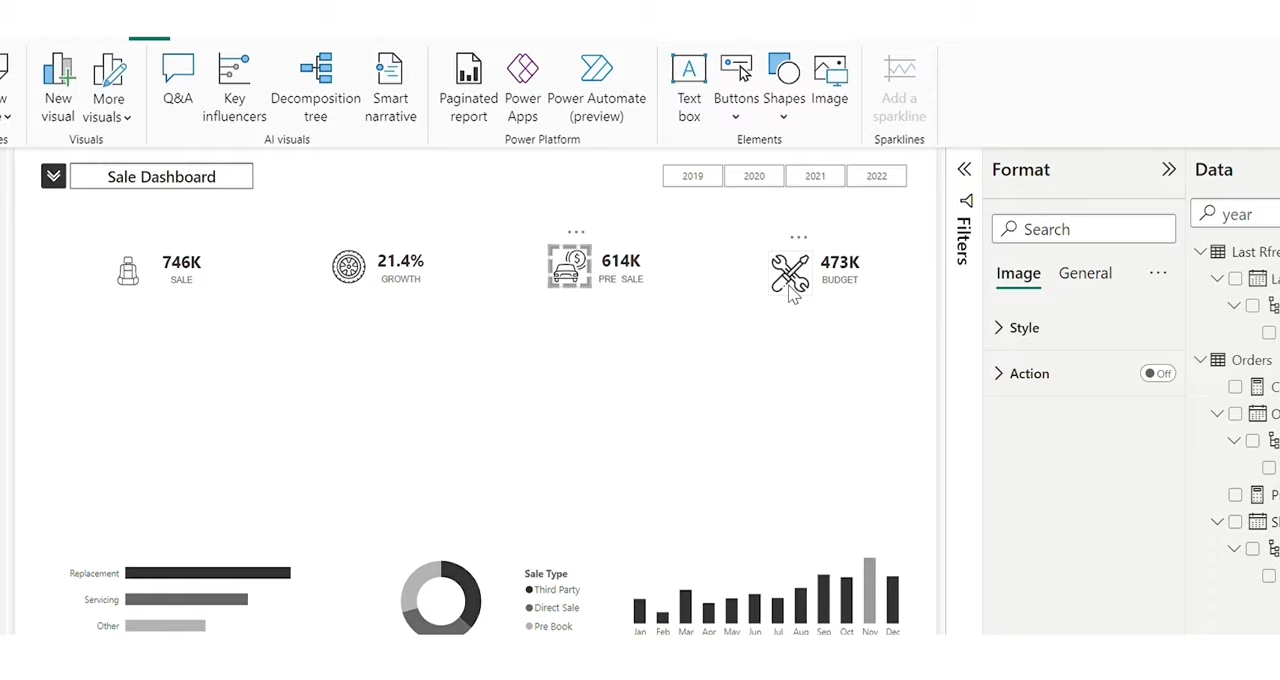 w
New visual
More visuals
Visuals
Q&A
Key influencers
Decomposition tree
Smart narrative
AI visuals
Paginated report
Power Apps
Power Automate (preview)
Power Platform
Text box
Buttons
Shapes
Image
Elements
Add a sparkline
Sparklines
Sale Dashboard
2019 2020 2021 2022
746K
SALE
21.4%
GROWTH
614K
PRE SALE
473K
BUDGET
Replacement
Servicing
Other
Sale Type
Third Party
Direct Sale
Pre Book
Jan Feb Mar Apr May Jun Jul Aug Sep Oct Nov Dec
Filters
Format
Search
Image General
Style
Action Off
Data
year
Last Rfre
La
Orders
C
O
P
Sl